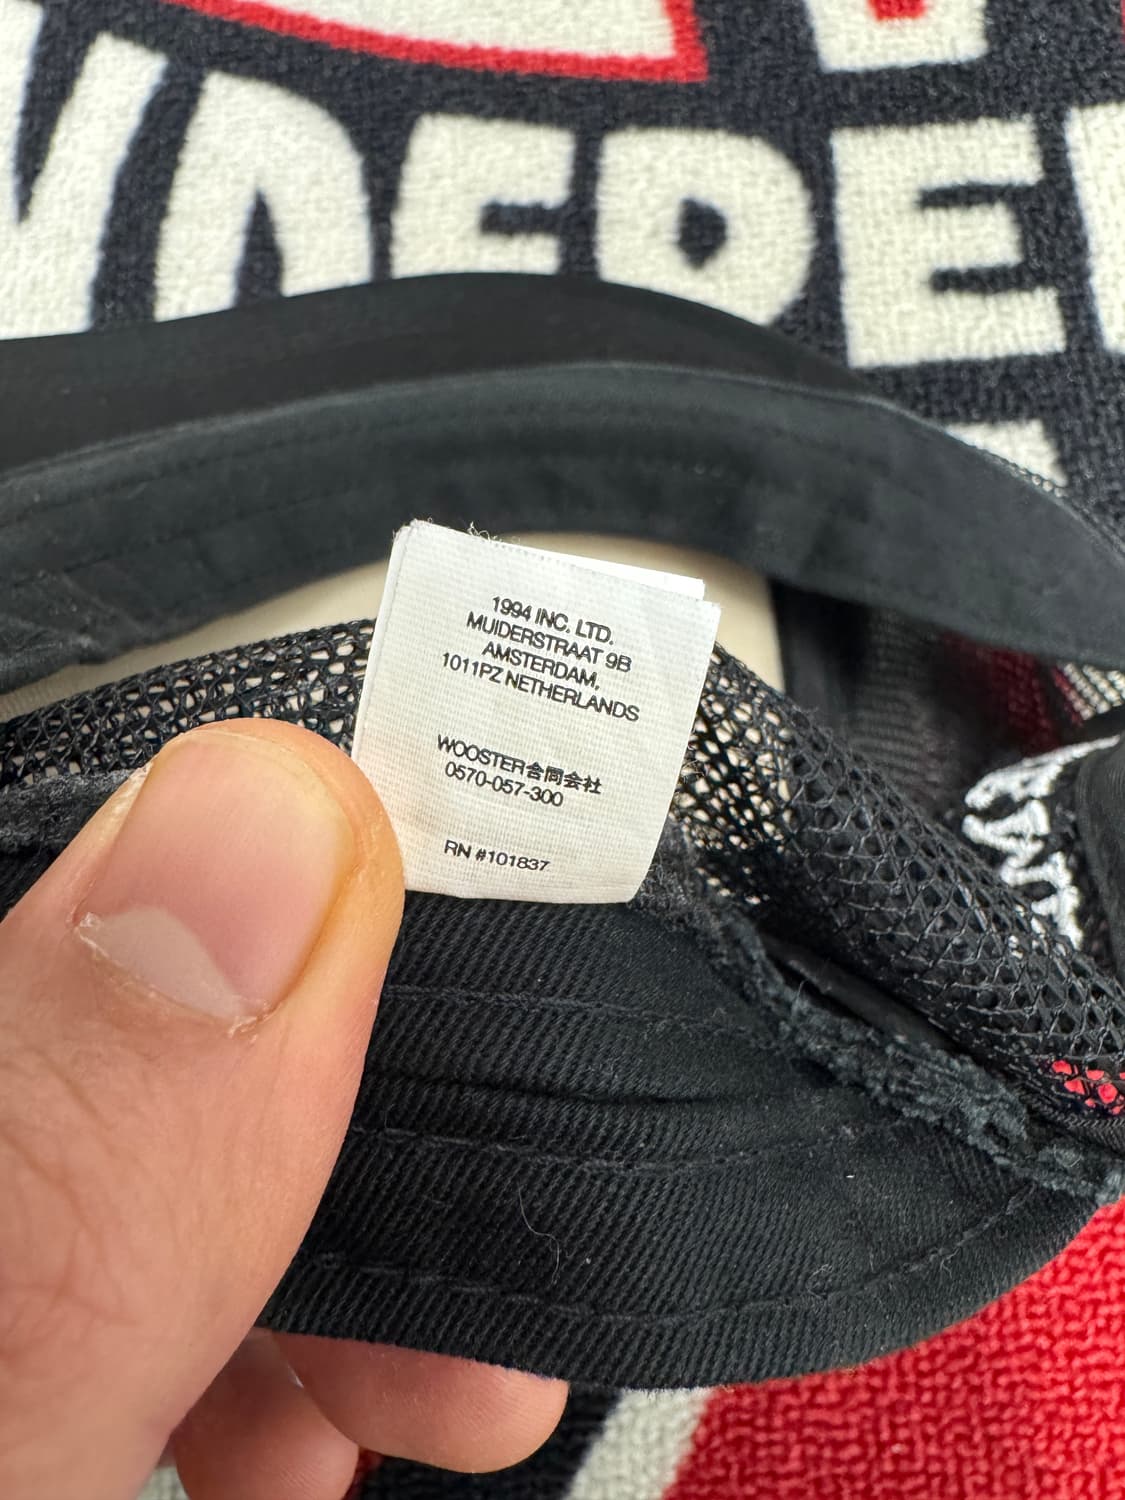 1994 INC. LTD.
MUIDERSTRAAT 9B
AMSTERDAM,
1011PZ NETHERLANDS
WOOSTER合同会社
0570-057-300
RN #101837